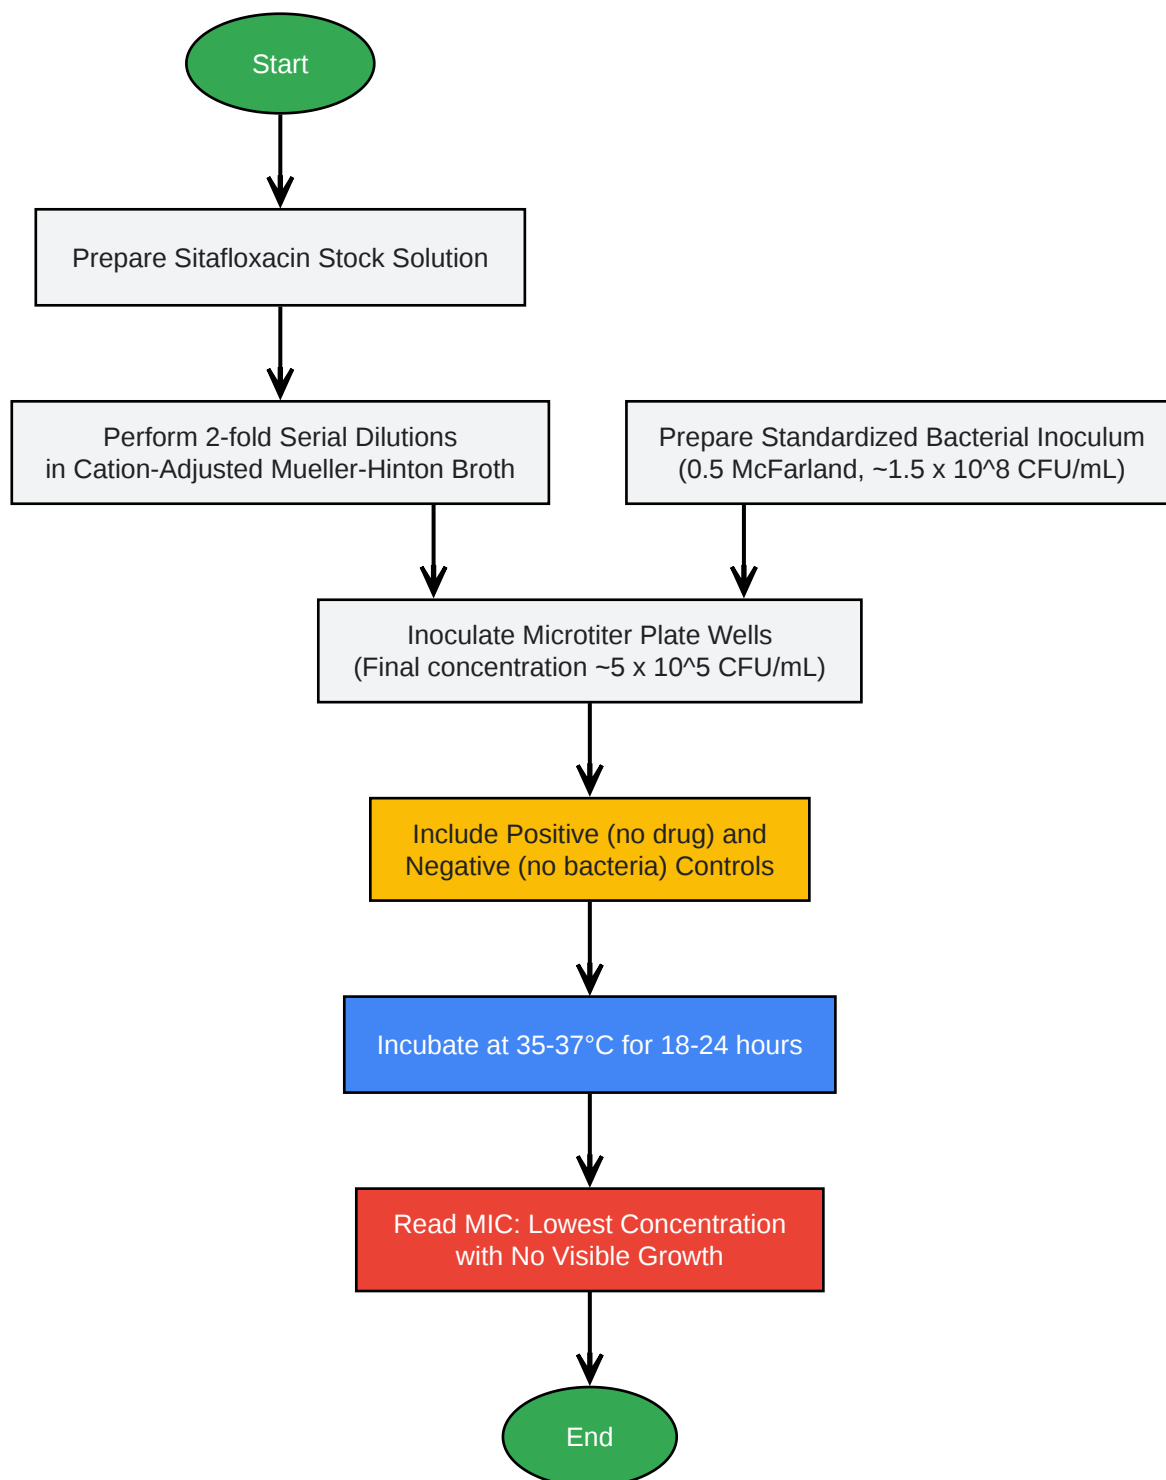 Start
Prepare Sitafloxacin Stock Solution
Perform 2-fold Serial Dilutions
in Cation-Adjusted Mueller-Hinton Broth
Prepare Standardized Bacterial Inoculum
(0.5 McFarland, ~1.5 x 10^8 CFU/mL)
Inoculate Microtiter Plate Wells
(Final concentration ~5 x 10^5 CFU/mL)
Include Positive (no drug) and
Negative (no bacteria) Controls
Incubate at 35-37°C for 18-24 hours
Read MIC: Lowest Concentration
with No Visible Growth
End